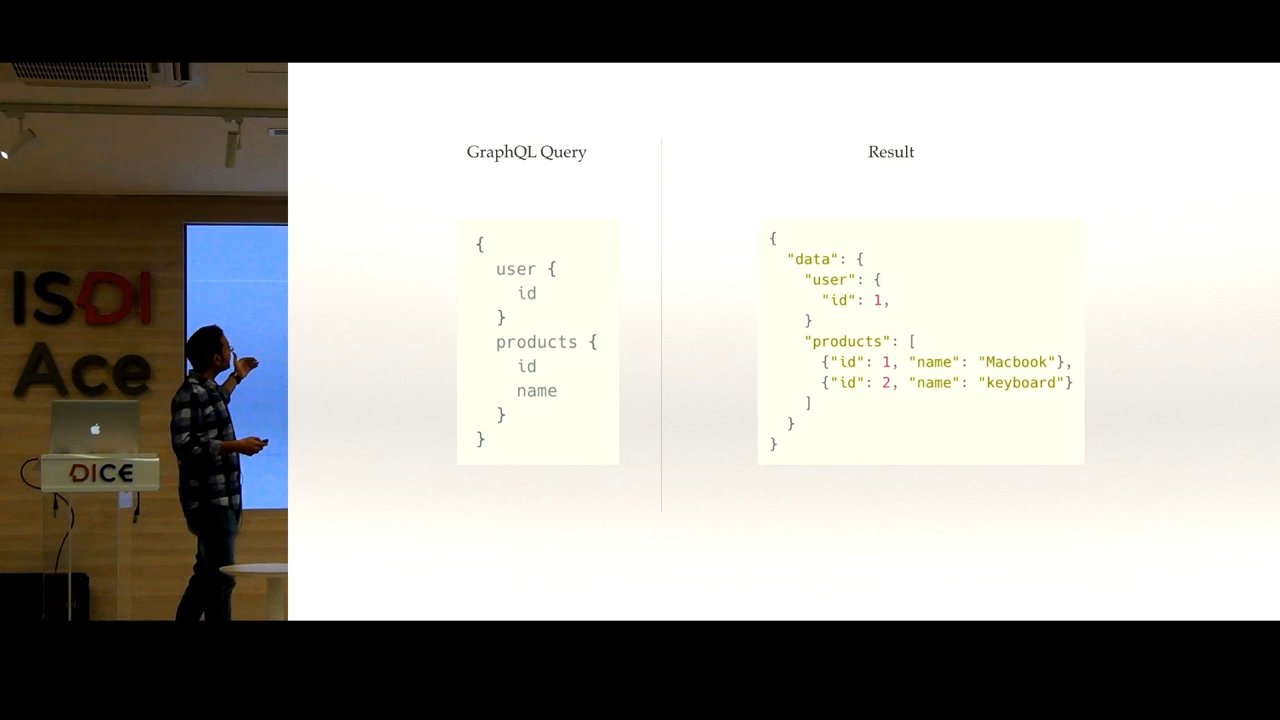 ISDI
Ace
DICE
GraphQL Query
{
  user {
    id
  }
  products {
    id
    name
  }
}
Result
{
  "data": {
    "user": {
      "id": 1,
    }
    "products": [
      {"id": 1, "name": "Macbook"},
      {"id": 2, "name": "keyboard"}
    ]
  }
}